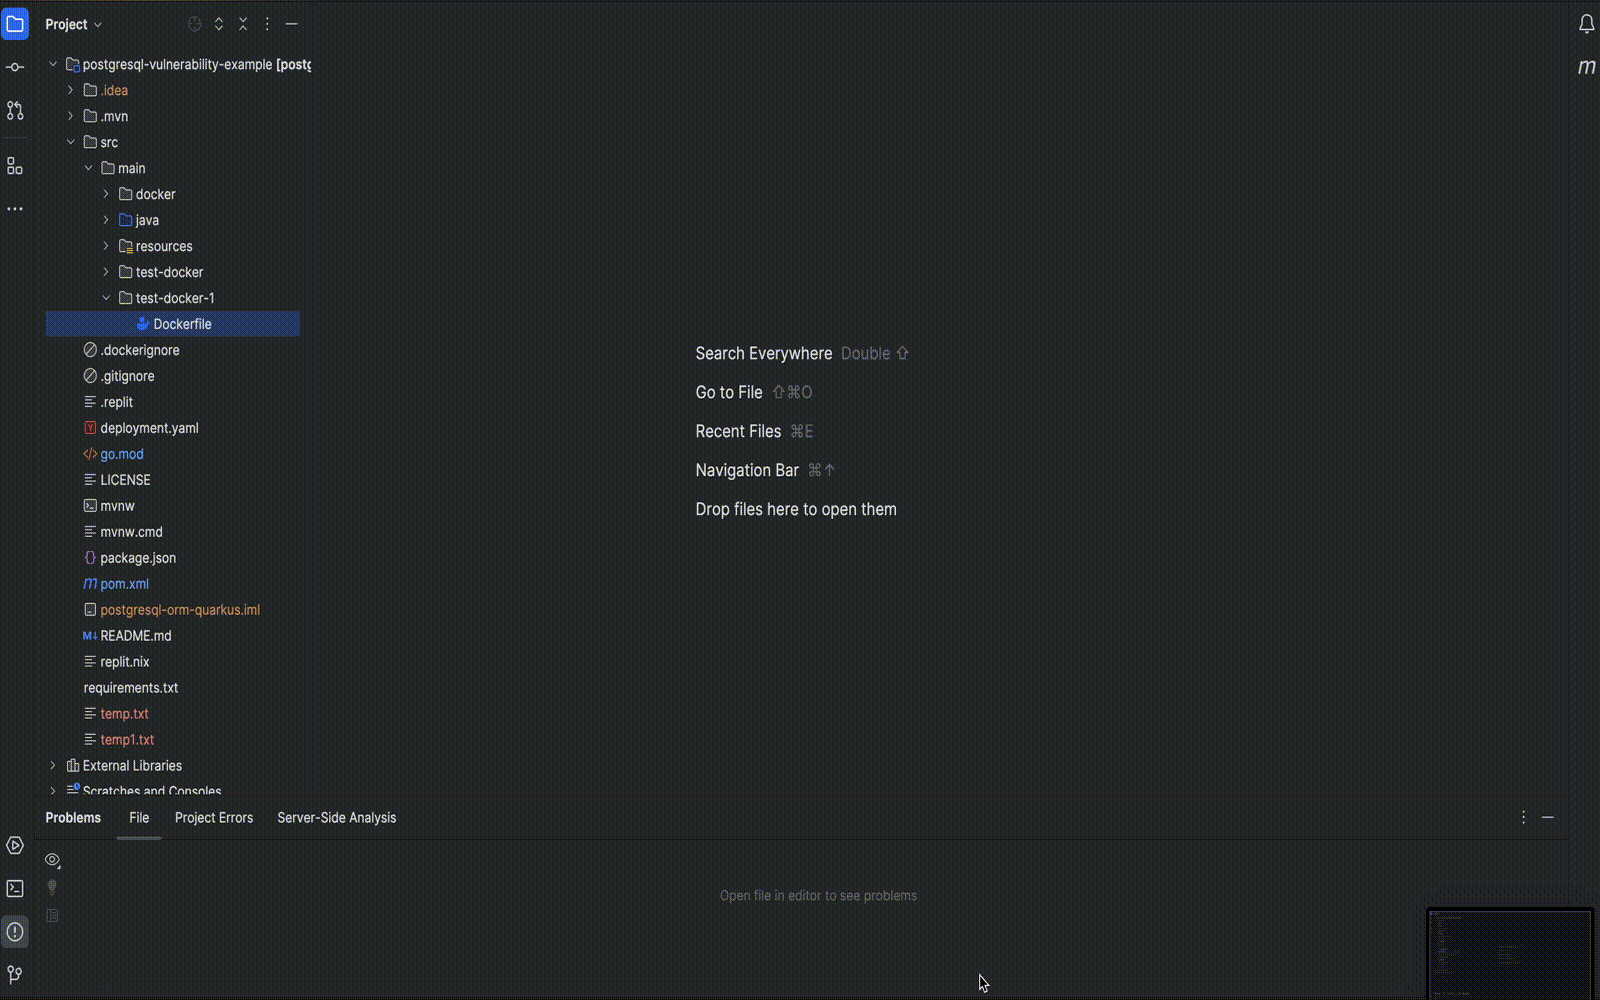 Project
postgresql-vulnerability-example [postg
.idea
.mvn
src
main
docker
java
resources
test-docker
test-docker-1
Dockerfile
.dockerignore
.gitignore
.replit
deployment.yaml
go.mod
LICENSE
mvnw
mvnw.cmd
package.json
pom.xml
postgresql-orm-quarkus.iml
README.md
replit.nix
requirements.txt
temp.txt
temp1.txt
External Libraries
Scratches and Consoles
Search Everywhere Double ⇧
Go to File ⇧⌘O
Recent Files ⌘E
Navigation Bar ⌘↑
Drop files here to open them
Problems File Project Errors Server-Side Analysis
Open file in editor to see problems